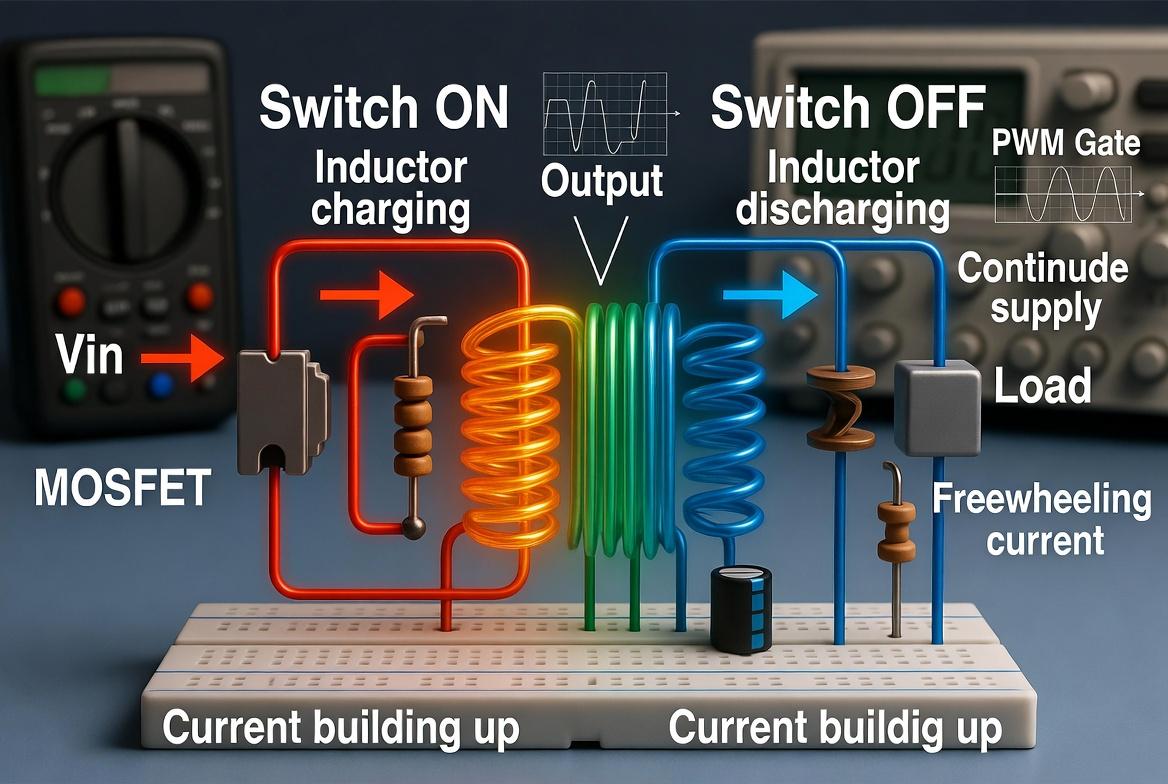 Switch ON
Inductor
charging
Output
Switch OFF
Inductor
discharging
PWM Gate
Continude
supply
Vin
Load
MOSFET
Freewheeling
current
Current building up
Current buildig up